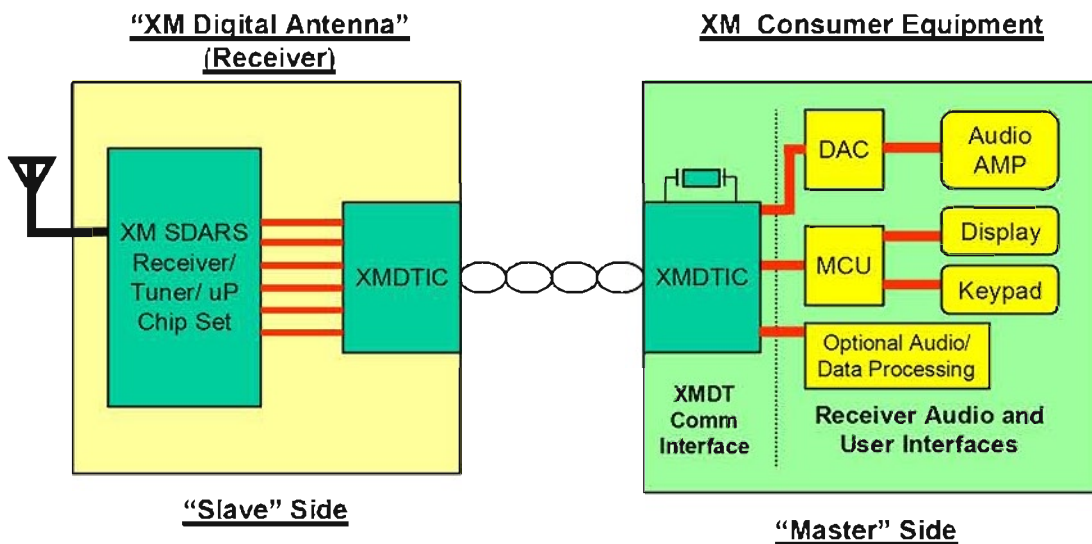 “XM Digital Antenna”
(Receiver)
XM SDARS
Receiver/
Tuner/ uP
Chip Set
XMDTIC
“Slave” Side
XM Consumer Equipment
XMDTIC
DAC
Audio
AMP
MCU
Display
Keypad
Optional Audio/
Data Processing
XMDT
Comm
Interface
Receiver Audio and
User Interfaces
“Master” Side